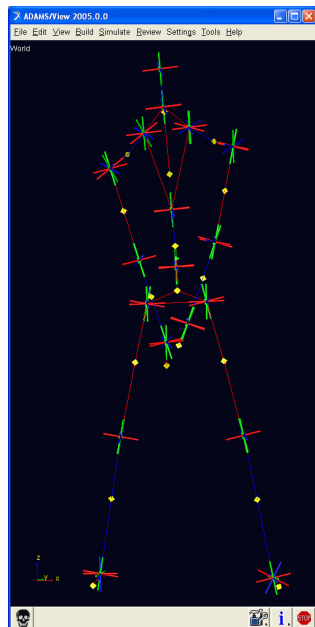 ADAMS/View 2005.0.0
File Edit View Build Simulate Review Settings Tools Help
World
z
y x
i.
STOP